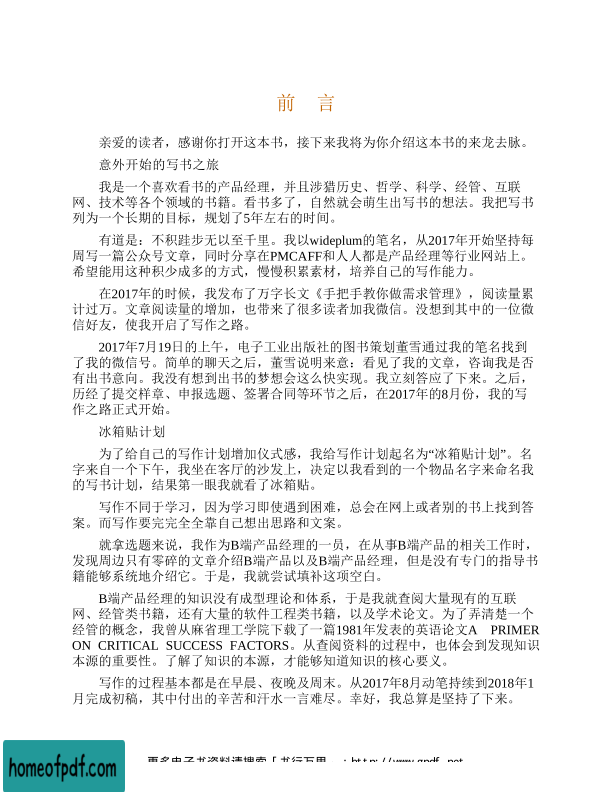 前　言
亲爱的读者，感谢你打开这本书，接下来我将为你介绍这本书的来龙去脉。
意外开始的写书之旅
我是一个喜欢看书的产品经理，并且涉猎历史、哲学、科学、经管、互联
网、技术等各个领域的书籍。看书多了，自然就会萌生出写书的想法。我把写书
列为一个长期的目标，规划了5年左右的时间。
有道是：不积跬步无以至千里。我以wideplum的笔名，从2017年开始坚持每
周写一篇公众号文章，同时分享在PMCAFF和人人都是产品经理等行业网站上。
希望能用这种积少成多的方式，慢慢积累素材，培养自己的写作能力。
在2017年的时候，我发布了万字长文《手把手教你做需求管理》，阅读量累
计过万。文章阅读量的增加，也带来了很多读者加我微信。没想到其中的一位微
信好友，使我开启了写作之路。
2017年7月19日的上午，电子工业出版社的图书策划董雪通过我的笔名找到
了我的微信号。简单的聊天之后，董雪说明来意：看见了我的文章，咨询我是否
有出书意向。我没有想到出书的梦想会这么快实现。我立刻答应了下来。之后，
历经了提交样章、申报选题、签署合同等环节之后，在2017年的8月份，我的写
作之路正式开始。
冰箱贴计划
为了给自己的写作计划增加仪式感，我给写作计划起名为“冰箱贴计划”。名
字来自一个下午，我坐在客厅的沙发上，决定以我看到的一个物品名字来命名我
的写书计划，结果第一眼我就看了冰箱贴。
写作不同于学习，因为学习即使遇到困难，总会在网上或者别的书上找到答
案。而写作要完完全全靠自己想出思路和文案。
就拿选题来说，我作为B端产品经理的一员，在从事B端产品的相关工作时，
发现周边只有零碎的文章介绍B端产品以及B端产品经理，但是没有专门的指导书
籍能够系统地介绍它。于是，我就尝试填补这项空白。
B端产品经理的知识没有成型理论和体系，于是我就查阅大量现有的互联
网、经管类书籍，还有大量的软件工程类书籍，以及学术论文。为了弄清楚一个
经管的概念，我曾从麻省理工学院下载了一篇1981年发表的英语论文A　PRIMER
ON CRITICAL SUCCESS FACTORS。从查阅资料的过程中，也体会到发现知识
本源的重要性。了解了知识的本源，才能够知道知识的核心要义。
写作的过程基本都是在早晨、夜晚及周末。从2017年8月动笔持续到2018年1
月完成初稿，其中付出的辛苦和汗水一言难尽。幸好，我总算是坚持了下来。
homeofpdf.com